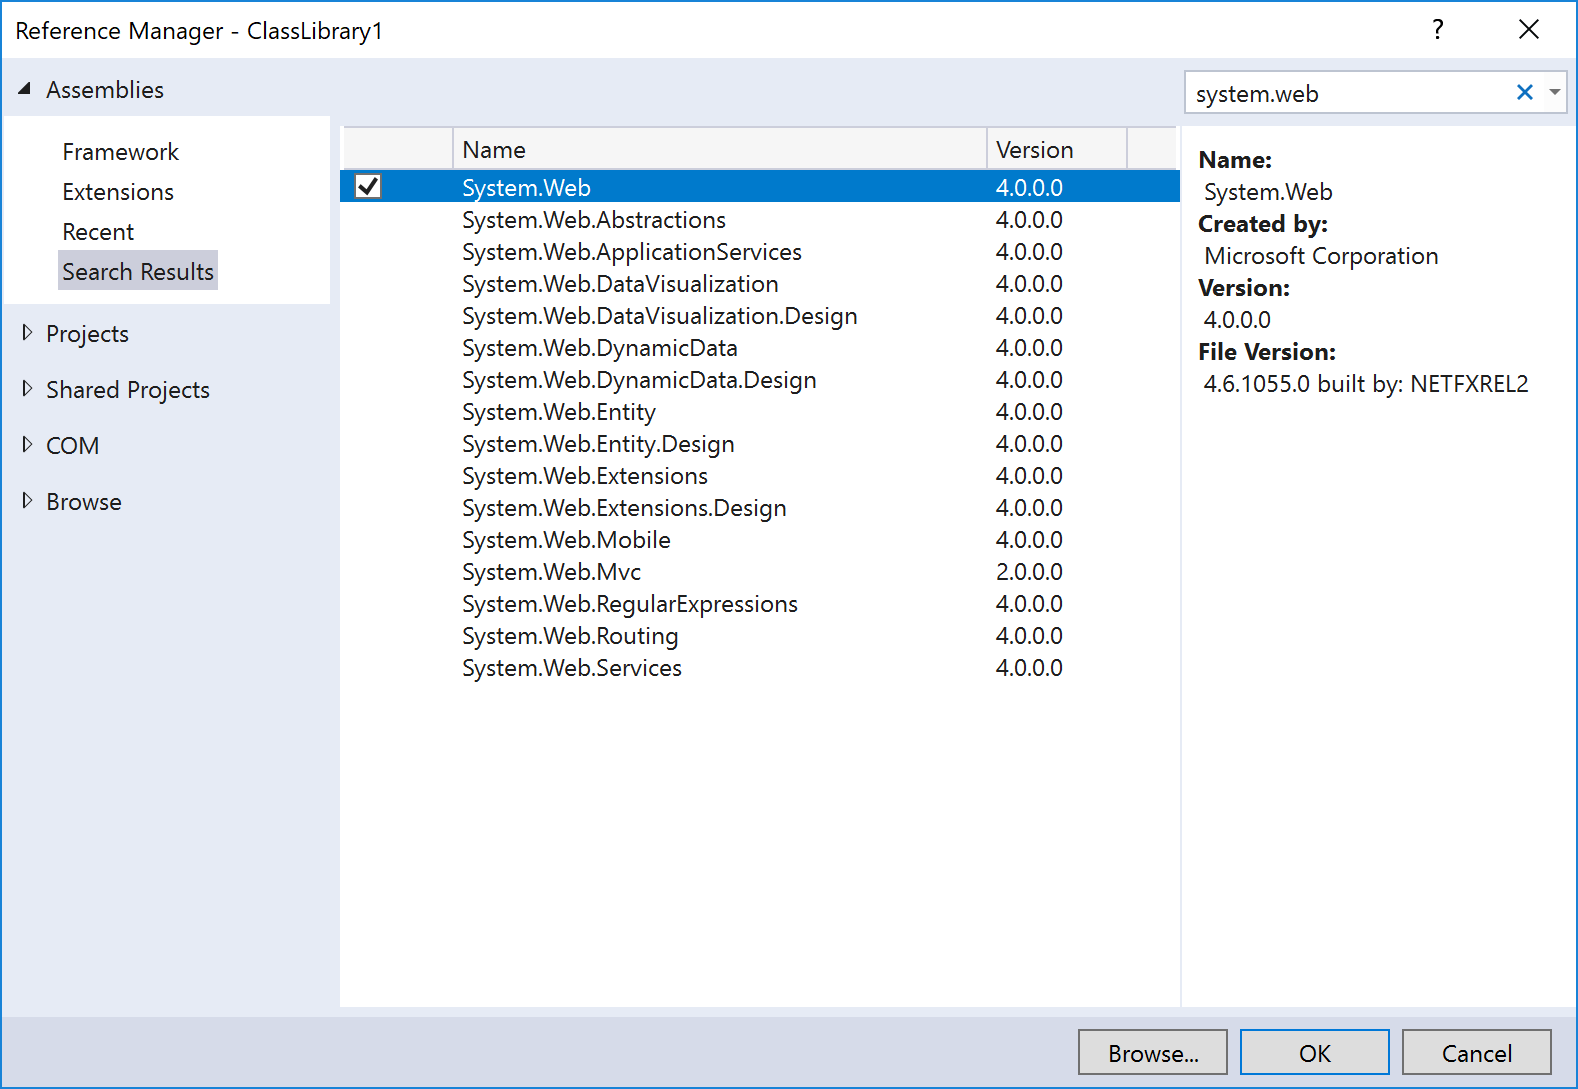 Reference Manager - ClassLibrary1
?
Assemblies
Framework
Extensions
Recent
Search Results
Projects
Shared Projects
COM
Browse
Name Version
System.Web 4.0.0.0
System.Web.Abstractions 4.0.0.0
System.Web.ApplicationServices 4.0.0.0
System.Web.DataVisualization 4.0.0.0
System.Web.DataVisualization.Design 4.0.0.0
System.Web.DynamicData 4.0.0.0
System.Web.DynamicData.Design 4.0.0.0
System.Web.Entity 4.0.0.0
System.Web.Entity.Design 4.0.0.0
System.Web.Extensions 4.0.0.0
System.Web.Extensions.Design 4.0.0.0
System.Web.Mobile 4.0.0.0
System.Web.Mvc 2.0.0.0
System.Web.RegularExpressions 4.0.0.0
System.Web.Routing 4.0.0.0
System.Web.Services 4.0.0.0
system.web
Name:
System.Web
Created by:
Microsoft Corporation
Version:
4.0.0.0
File Version:
4.6.1055.0 built by: NETFXREL2
Browse... OK Cancel